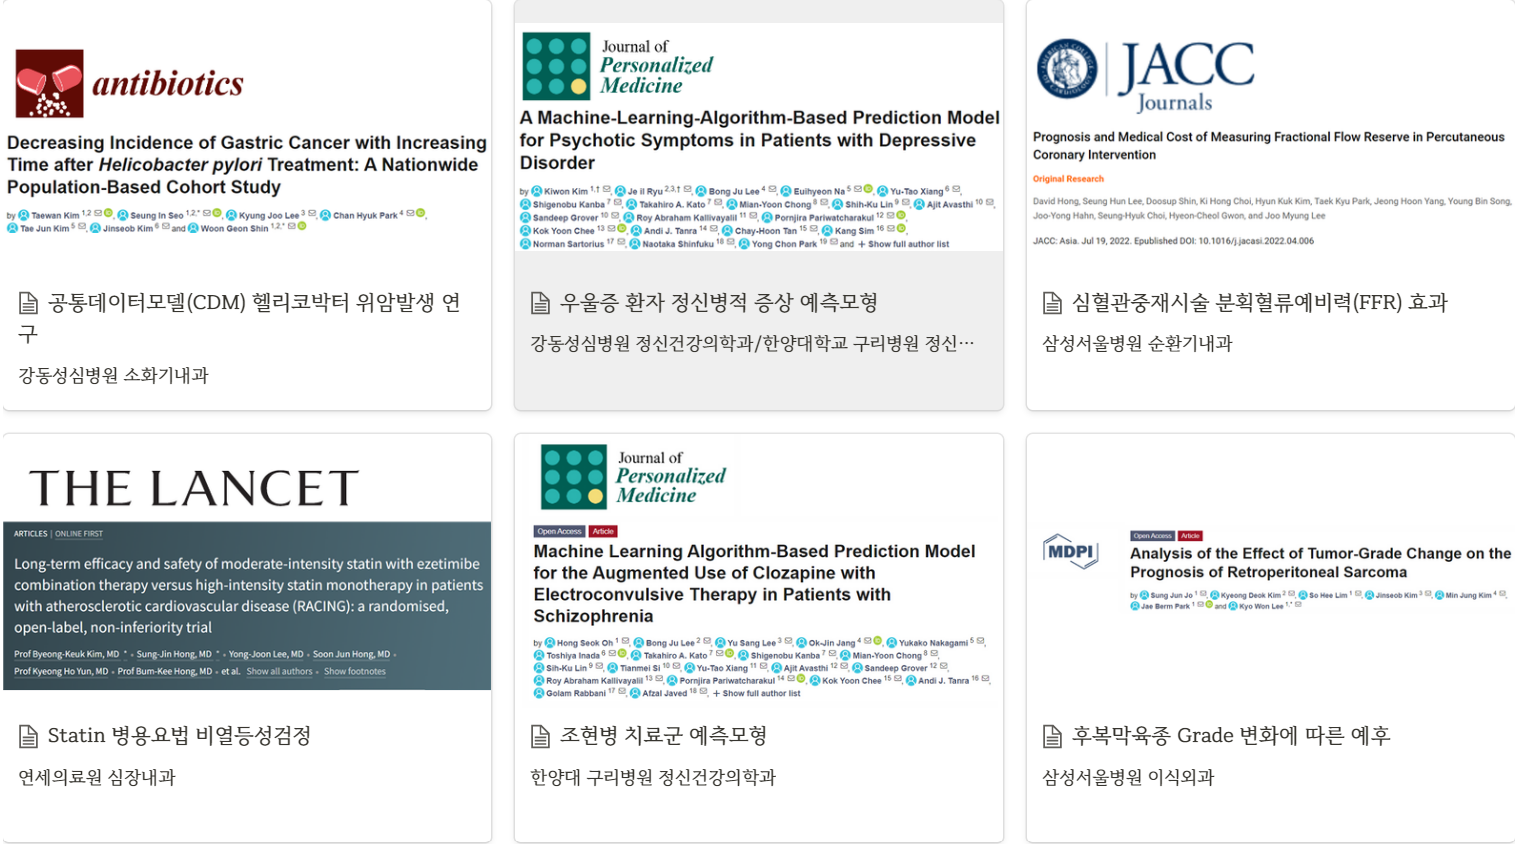 antibiotics
Decreasing Incidence of Gastric Cancer with Increasing
Time after Helicobacter pylori Treatment: A Nationwide
Population-Based Cohort Study
by Taewan Kim 1,2, Seung In Seo 1,2,*, Kyung Joo Lee 3, Chan Hyuk Park 4,
Tae Jun Kim 5, Jinseob Kim 6 and Woon Geon Shin 1,2,*
공통데이터모델(CDM) 헬리코박터 위암발생 연
구
강동성심병원 소화기내과
Journal of
Personalized
Medicine
A Machine-Learning-Algorithm-Based Prediction Model
for Psychotic Symptoms in Patients with Depressive
Disorder
by Kiwon Kim 1,†, Je il Ryu 2,3,†, Bong Ju Lee 4, Euihyeon Na 5, Yu-Tao Xiang 6,
Shigenobu Kanba 7, Takahiro A. Kato 7, Mian-Yoon Chong 8, Shih-Ku Lin 9, Ajit Avasthi 10,
Sandeep Grover 10, Roy Abraham Kallivayalil 11, Pornjira Pariwatcharakul 12,
Kok Yoon Chee 13, Andi J. Tanra 14, Chay-Hoon Tan 15, Kang Sim 16,
Norman Sartorius 17, Naotaka Shinfuku 18, Yong Chon Park 19 and + Show full author list
우울증 환자 정신병적 증상 예측모형
강동성심병원 정신건강의학과/한양대학교 구리병원 정신…
AMERICAN COLLEGE OF CARDIOLOGY
JACC
Journals
Prognosis and Medical Cost of Measuring Fractional Flow Reserve in Percutaneous
Coronary Intervention
Original Research
David Hong, Seung Hun Lee, Doosup Shin, Ki Hong Choi, Hyun Kuk Kim, Taek Kyu Park, Jeong Hoon Yang, Young Bin Song,
Joo-Yong Hahn, Seung-Hyuk Choi, Hyeon-Cheol Gwon, and Joo Myung Lee
JACC: Asia. Jul 19, 2022. Epublished DOI: 10.1016/j.jacasi.2022.04.006
심혈관중재시술 분획혈류예비력(FFR) 효과
삼성서울병원 순환기내과
THE LANCET
ARTICLES | ONLINE FIRST
Long-term efficacy and safety of moderate-intensity statin with ezetimibe
combination therapy versus high-intensity statin monotherapy in patients
with atherosclerotic cardiovascular disease (RACING): a randomised,
open-label, non-inferiority trial
Prof Byeong-Keuk Kim, MD * • Sung-Jin Hong, MD * • Yong-Joon Lee, MD • Soon Jun Hong, MD •
Prof Kyeong Ho Yun, MD • Prof Bum-Kee Hong, MD • et al. Show all authors • Show footnotes
Statin 병용요법 비열등성검정
연세의료원 심장내과
Journal of
Personalized
Medicine
Open Access Article
Machine Learning Algorithm-Based Prediction Model
for the Augmented Use of Clozapine with
Electroconvulsive Therapy in Patients with
Schizophrenia
by Hong Seok Oh 1, Bong Ju Lee 2, Yu Sang Lee 3, Ok-Jin Jang 4, Yukako Nakagami 5,
Toshiya Inada 6, Takahiro A. Kato 7, Shigenobu Kanba 7, Mian-Yoon Chong 8,
Sih-Ku Lin 9, Tianmei Si 10, Yu-Tao Xiang 11, Ajit Avasthi 12, Sandeep Grover 12,
Roy Abraham Kallivayalil 13, Pornjira Pariwatcharakul 14, Kok Yoon Chee 15, Andi J. Tanra 16,
Golam Rabbani 17, Afzal Javed 18, + Show full author list
조현병 치료군 예측모형
한양대 구리병원 정신건강의학과
MDPI
Open Access Article
Analysis of the Effect of Tumor-Grade Change on the
Prognosis of Retroperitoneal Sarcoma
by Sung Jun Jo 1, Kyeong Deok Kim 2, So Hee Lim 1, Jinseob Kim 3, Min Jung Kim 4,
Jae Berm Park 1 and Kyo Won Lee 1,*
후복막육종 Grade 변화에 따른 예후
삼성서울병원 이식외과